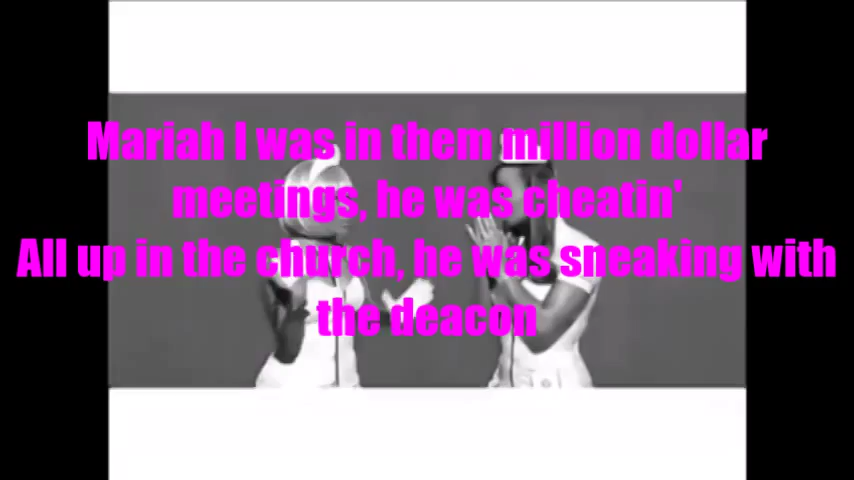 Mariah I was in them million dollar
meetings, he was cheatin'
All up in the church, he was sneaking with
the deacon